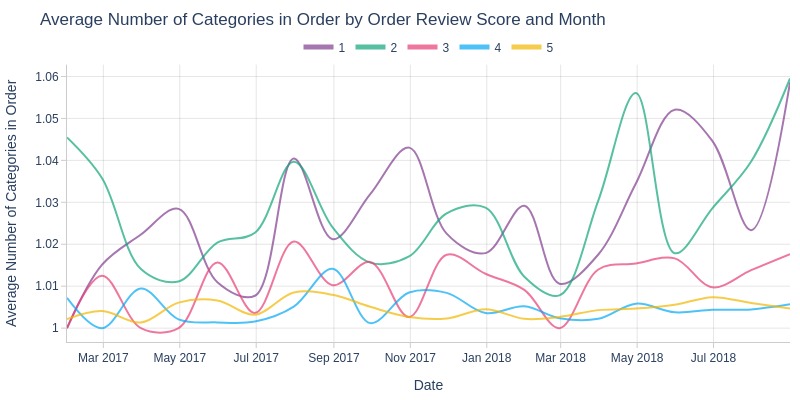 Average Number of Categories in Order by Order Review Score and Month
1 2 3 4 5
Average Number of Categories in Order
1.06
1.05
1.04
1.03
1.02
1.01
1
Mar 2017 May 2017 Jul 2017 Sep 2017 Nov 2017 Jan 2018 Mar 2018 May 2018 Jul 2018
Date